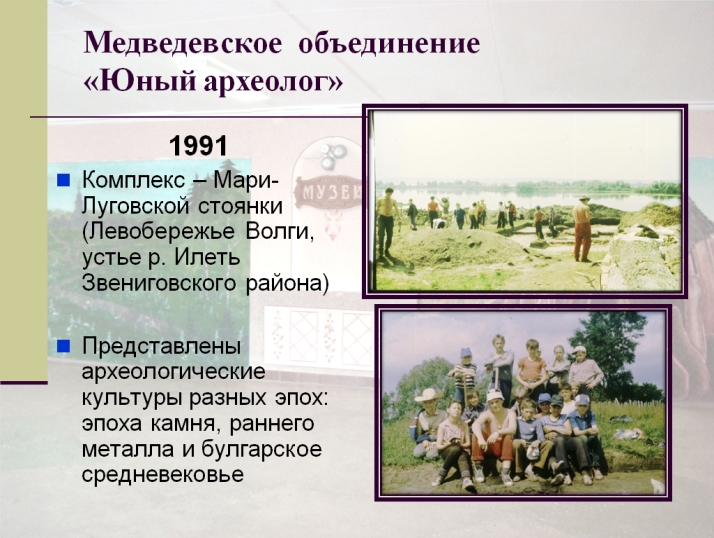 Медведевское объединение
«Юный археолог»
1991
Комплекс – Мари-
Луговской стоянки
(Левобережье Волги,
устье р. Илеть
Звениговского района)
МУЗЕЙ
Представлены
археологические
культуры разных эпох:
эпоха камня, раннего
металла и булгарское
средневековье